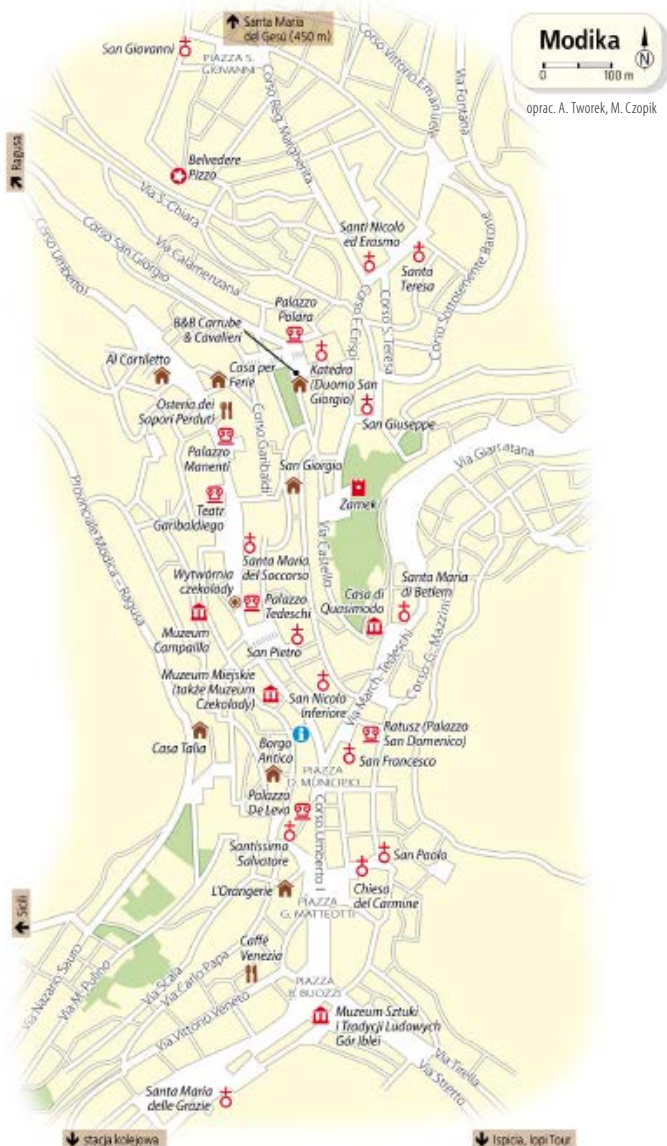 Modika
N
0 100 m
oprac. A. Tworek, M. Czopik
Santa Maria
del Gesú (450 m)
San Giovanni
PIAZZA S.
GIOVANNI
Corso Vittorio Emanuele
Via Fontana
Corso Reg. Margherita
Ragusa
Belvedere
Pizzo
Via S. Chiara
Corso San Giorgio
Via Calamenzana
Corso Umberto I
Santi Nicolò
ed Erasmo
Santa
Teresa
Corso Sottotenente Barone
Corso F. Crispi
Corso S. Teresa
Palazzo
Polara
B&B Carrube
& Cavalieri
Al Cortiletto
Casa per
Ferie
Katedra
(Duomo San
Giorgio)
Osteria dei
Sapori Perduti
San Giuseppe
Palazzo
Manenti
Corso Garibaldi
San Giorgio
Via Giarratana
Teatr
Garibaldiego
Zamek
Provinciale Modica – Ragusa
Via Castello
Santa Maria
del Soccorso
Wytwórnia
czekolady
Palazzo
Tedeschi
Casa di
Quasimodo
Santa Maria
di Betlem
Muzeum
Campailla
San Pietro
Via March. Tedeschi
Corso G. Mazzini
Muzeum Miejskie
(także Muzeum
Czekolady)
San Nicolò
Inferiore
Ratusz (Palazzo
San Domenico)
Casa Talia
Borgo
Antico
San Francesco
PIAZZA
D. MUNICIPIO
Palazzo
De Leva
Corso Umberto I
Santissima
Salvatore
San Paolo
Chiesa
del Carmine
L'Orangerie
PIAZZA
G. MATTEOTTI
Sicili
Caffè
Venezia
Via Nazario Sauro
Via M. Polino
Via Scala
Via Carlo Papa
Via Vittorio Veneto
PIAZZA
B. BUOZZI
Muzeum Sztuki
i Tradycji Ludowych
Gór Iblei
Via Tirella
Via Sterto
Santa Maria
delle Grazie
stacja kolejowa
Ispica, Iopi Tour